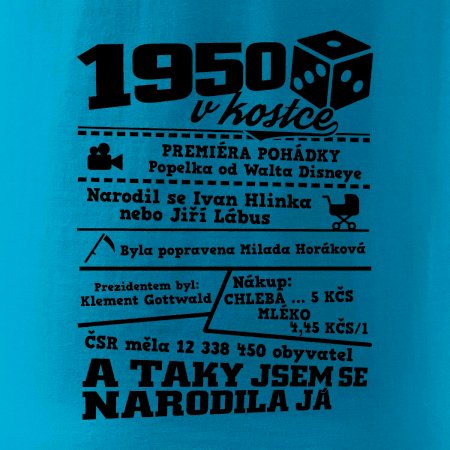 1950
v kostce
PREMIÉRA POHÁDKY
Popelka od Walta Disneye
Narodil se Ivan Hlinka
nebo Jiří Lábus
Byla popravena Milada Horáková
Prezidentem byl:
Klement Gottwald
Nákup:
CHLEBA ... 5 KČS
MLÉKO
4,45 KČS/l
ČSR měla 12 338 450 obyvatel
A TAKY JSEM SE
NARODILA JÁ